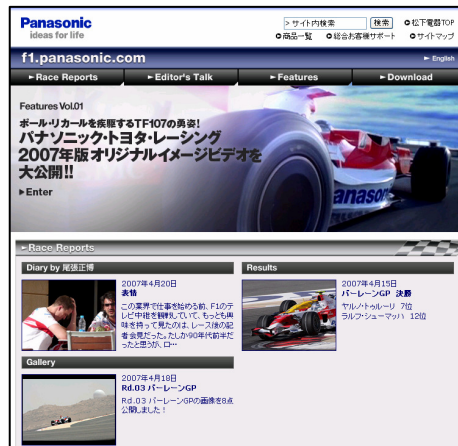 Panasonic
ideas for life
> サイト内検索 検索 松下電器TOP
商品一覧 総合お客様サポート サイトマップ
f1.panasonic.com English
Race Reports Editor's Talk Features Download
Features Vol.01
ポール・リカールを疾駆するTF107の勇姿!
パナソニック・トヨタ・レーシング
2007年版オリジナルイメージビデオを
大公開!!
Enter
Panasonic
Race Reports
Diary by 尾張正博 Results
2007年4月20日
表情
この業界で仕事を始める前、F1のテ
レビ中継を観戦していて、もっとも興
味を持って見たのは、レース後の記
者会見だった。たしか90年代前半だ
ったと思うが、ロ…
2007年4月15日
バーレーンGP 決勝
ヤルノ・トゥルーリ 7位
ラルフ・シューマッハ 12位
Gallery
2007年4月18日
Rd.03 バーレーンGP
Rd.03 バーレーンGPの画像を8点
公開しました!